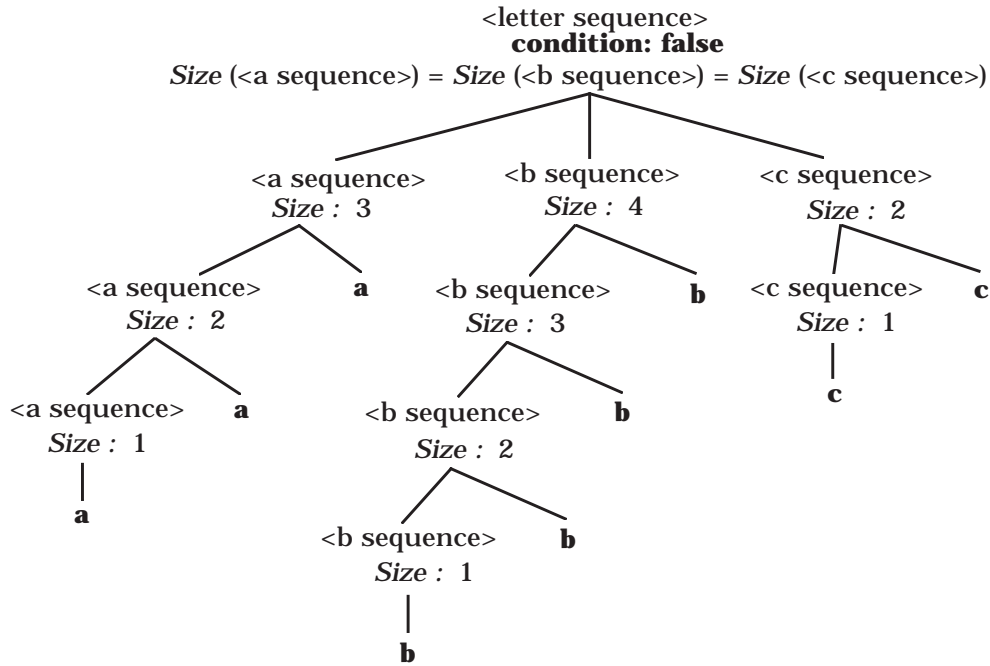 <letter sequence>
condition: false
Size (<a sequence>) = Size (<b sequence>) = Size (<c sequence>)
<a sequence> <b sequence> <c sequence>
Size : 3 Size : 4 Size : 2
<a sequence> a <b sequence> b <c sequence> c
Size : 2 Size : 3 Size : 1
<a sequence> a <b sequence> b c
Size : 1 Size : 2
a <b sequence> b
Size : 1
b